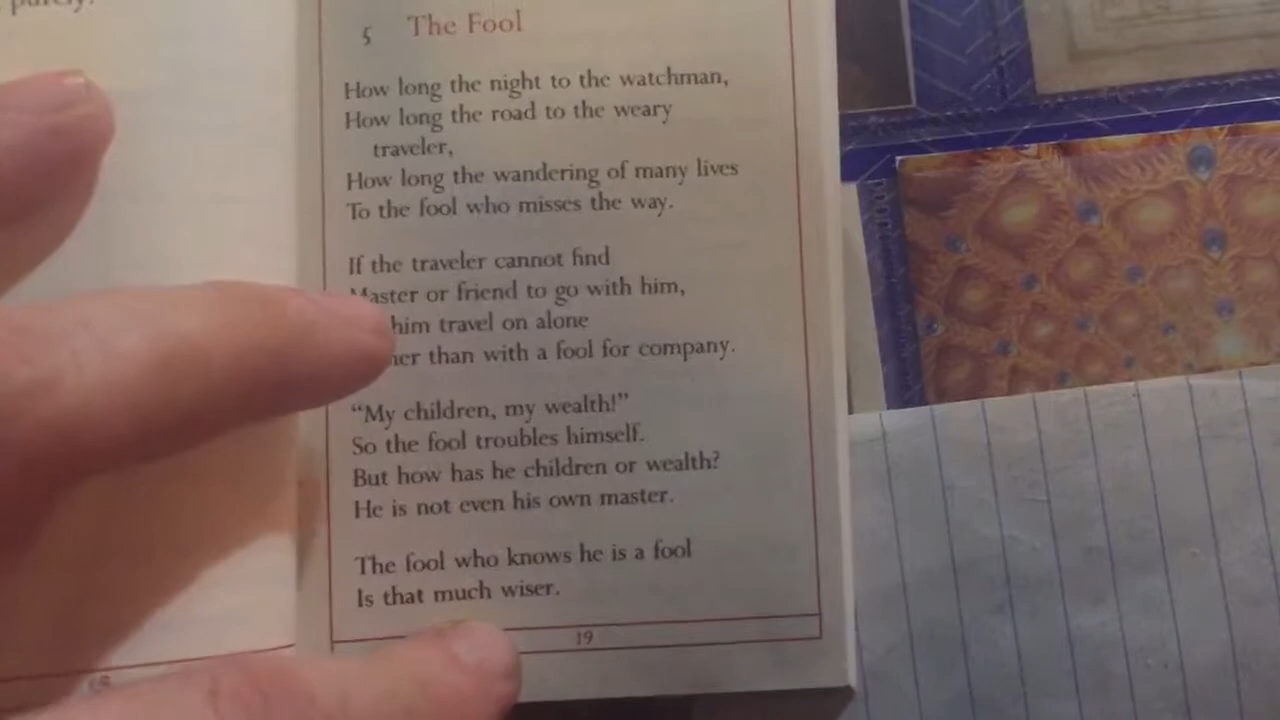 purely.
5 The Fool
How long the night to the watchman,
How long the road to the weary
traveler,
How long the wandering of many lives
To the fool who misses the way.
If the traveler cannot find
Master or friend to go with him,
him travel on alone
than with a fool for company.
"My children, my wealth!"
So the fool troubles himself.
But how has he children or wealth?
He is not even his own master.
The fool who knows he is a fool
Is that much wiser.
19